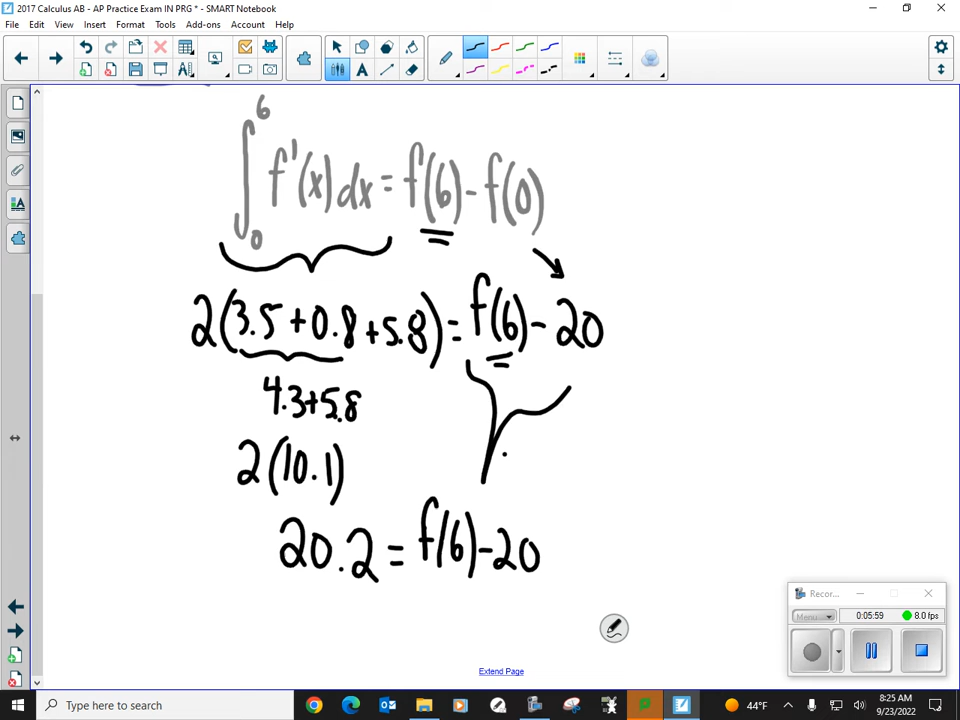 2017 Calculus AB - AP Practice Exam IN PRG * - SMART Notebook
File Edit View Insert Format Tools Add-ons Account Help
∫₀⁶ f'(x) dx = f(6) - f(0)
2(3.5 + 0.8 + 5.8) = f(6) - 20
4.3 + 5.8
2(10.1)
20.2 = f(6) - 20
Extend Page
Recor...
Menu
0:05:59
8.0 fps
Type here to search
44°F
8:25 AM
9/23/2022